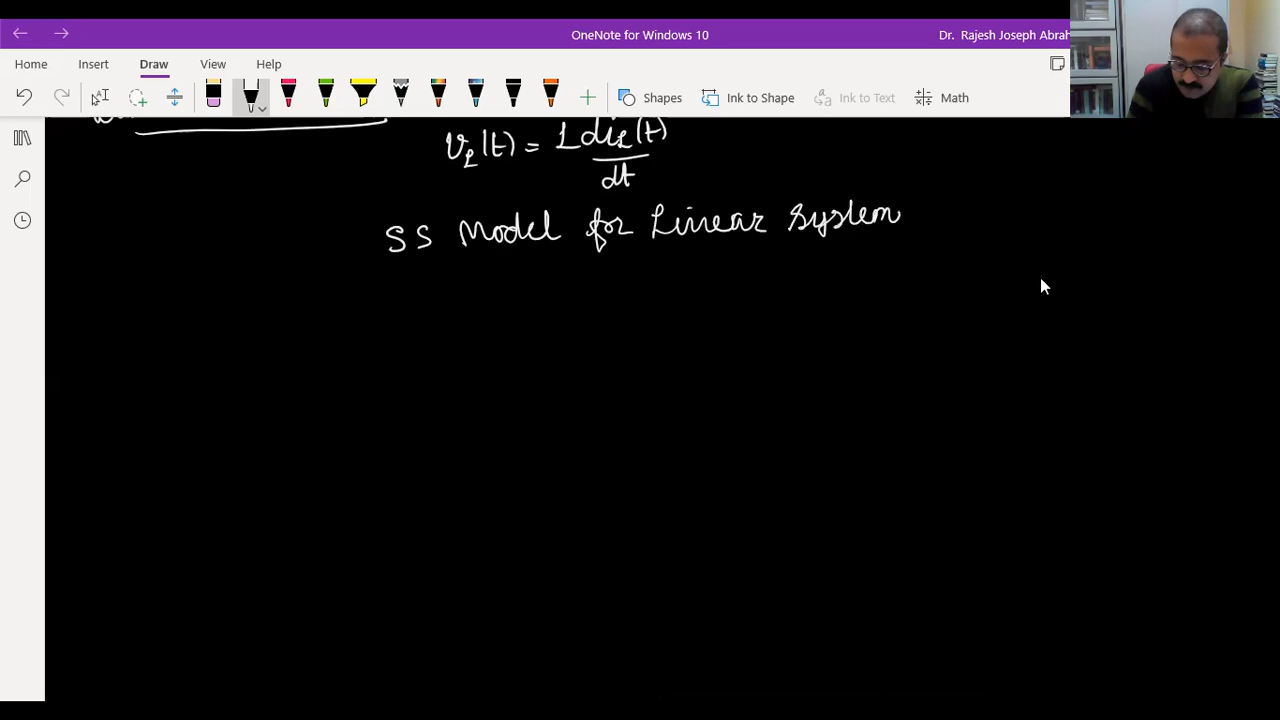 OneNote for Windows 10
Dr. Rajesh Joseph Abrah
Home Insert Draw View Help
Shapes Ink to Shape Ink to Text Math
V_L(t) = L di_L(t)
dt
SS Model for Linear System